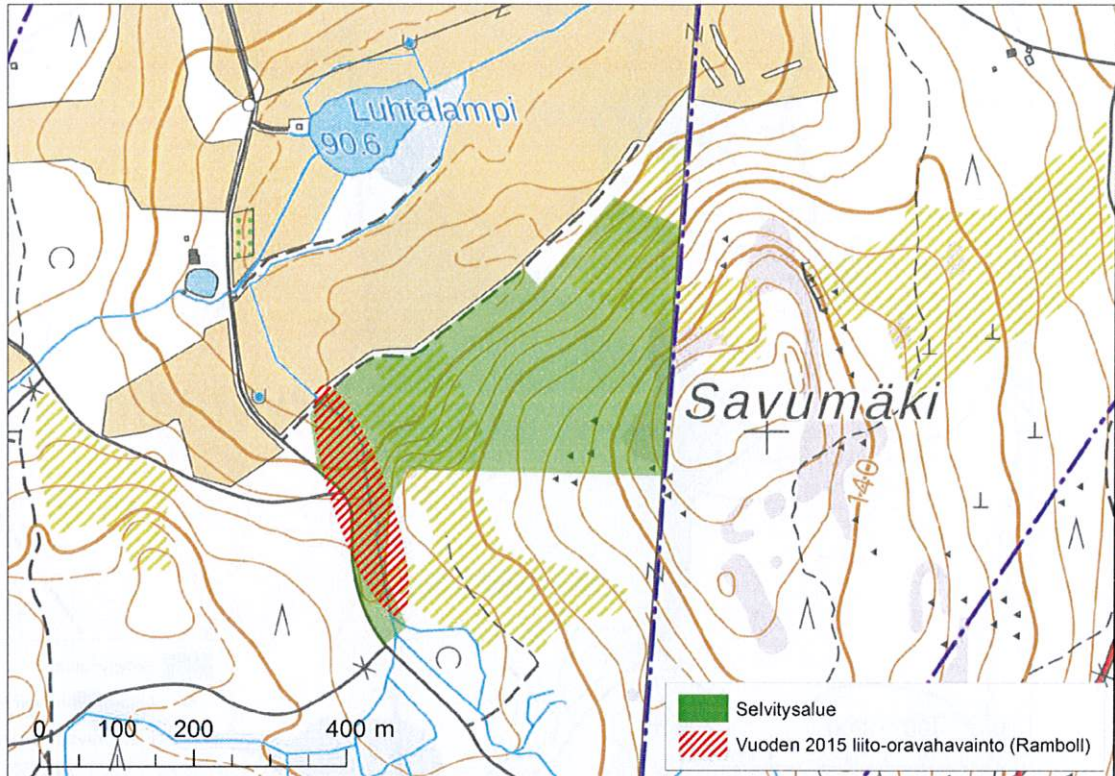 Luhtalampi
90.6
Savumäki
140
0 100 200 400 m
Selvitysalue
Vuoden 2015 liito-oravahavainto (Ramboll)